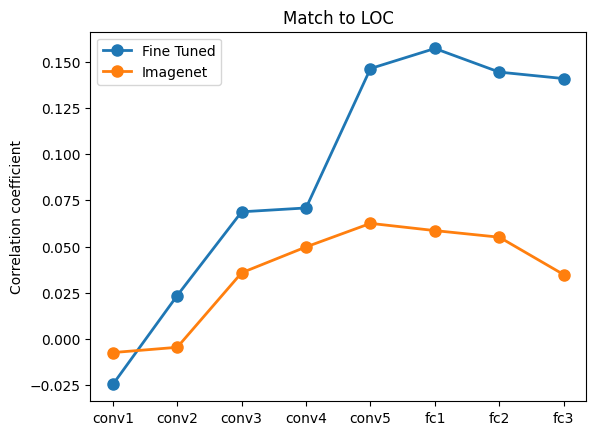 Match to LOC
Fine Tuned
Imagenet
Correlation coefficient
0.150
0.125
0.100
0.075
0.050
0.025
0.000
−0.025
conv1 conv2 conv3 conv4 conv5 fc1 fc2 fc3